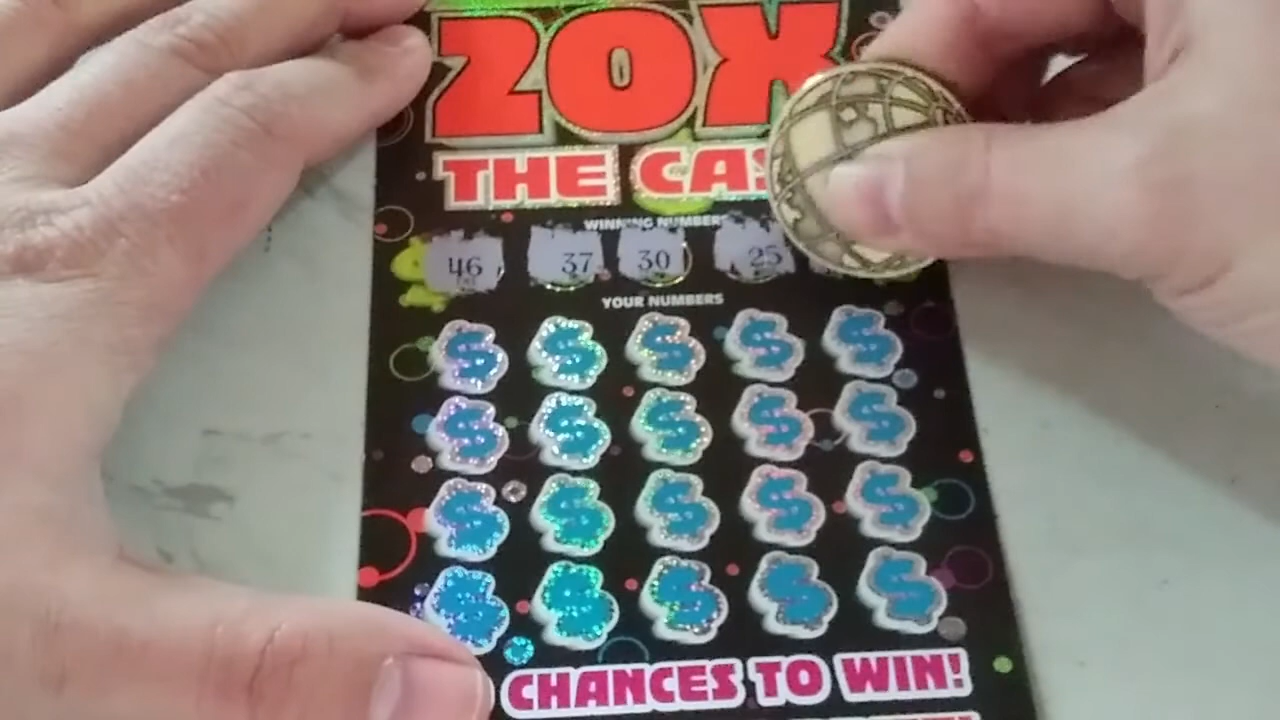 20X
THE CAS
WINNING NUMBERS
46 37 30 25
YOUR NUMBERS
$ $ $ $ $
$ $ $ $ $
$ $ $ $ $
$ $ $ $ $
CHANCES TO WIN!